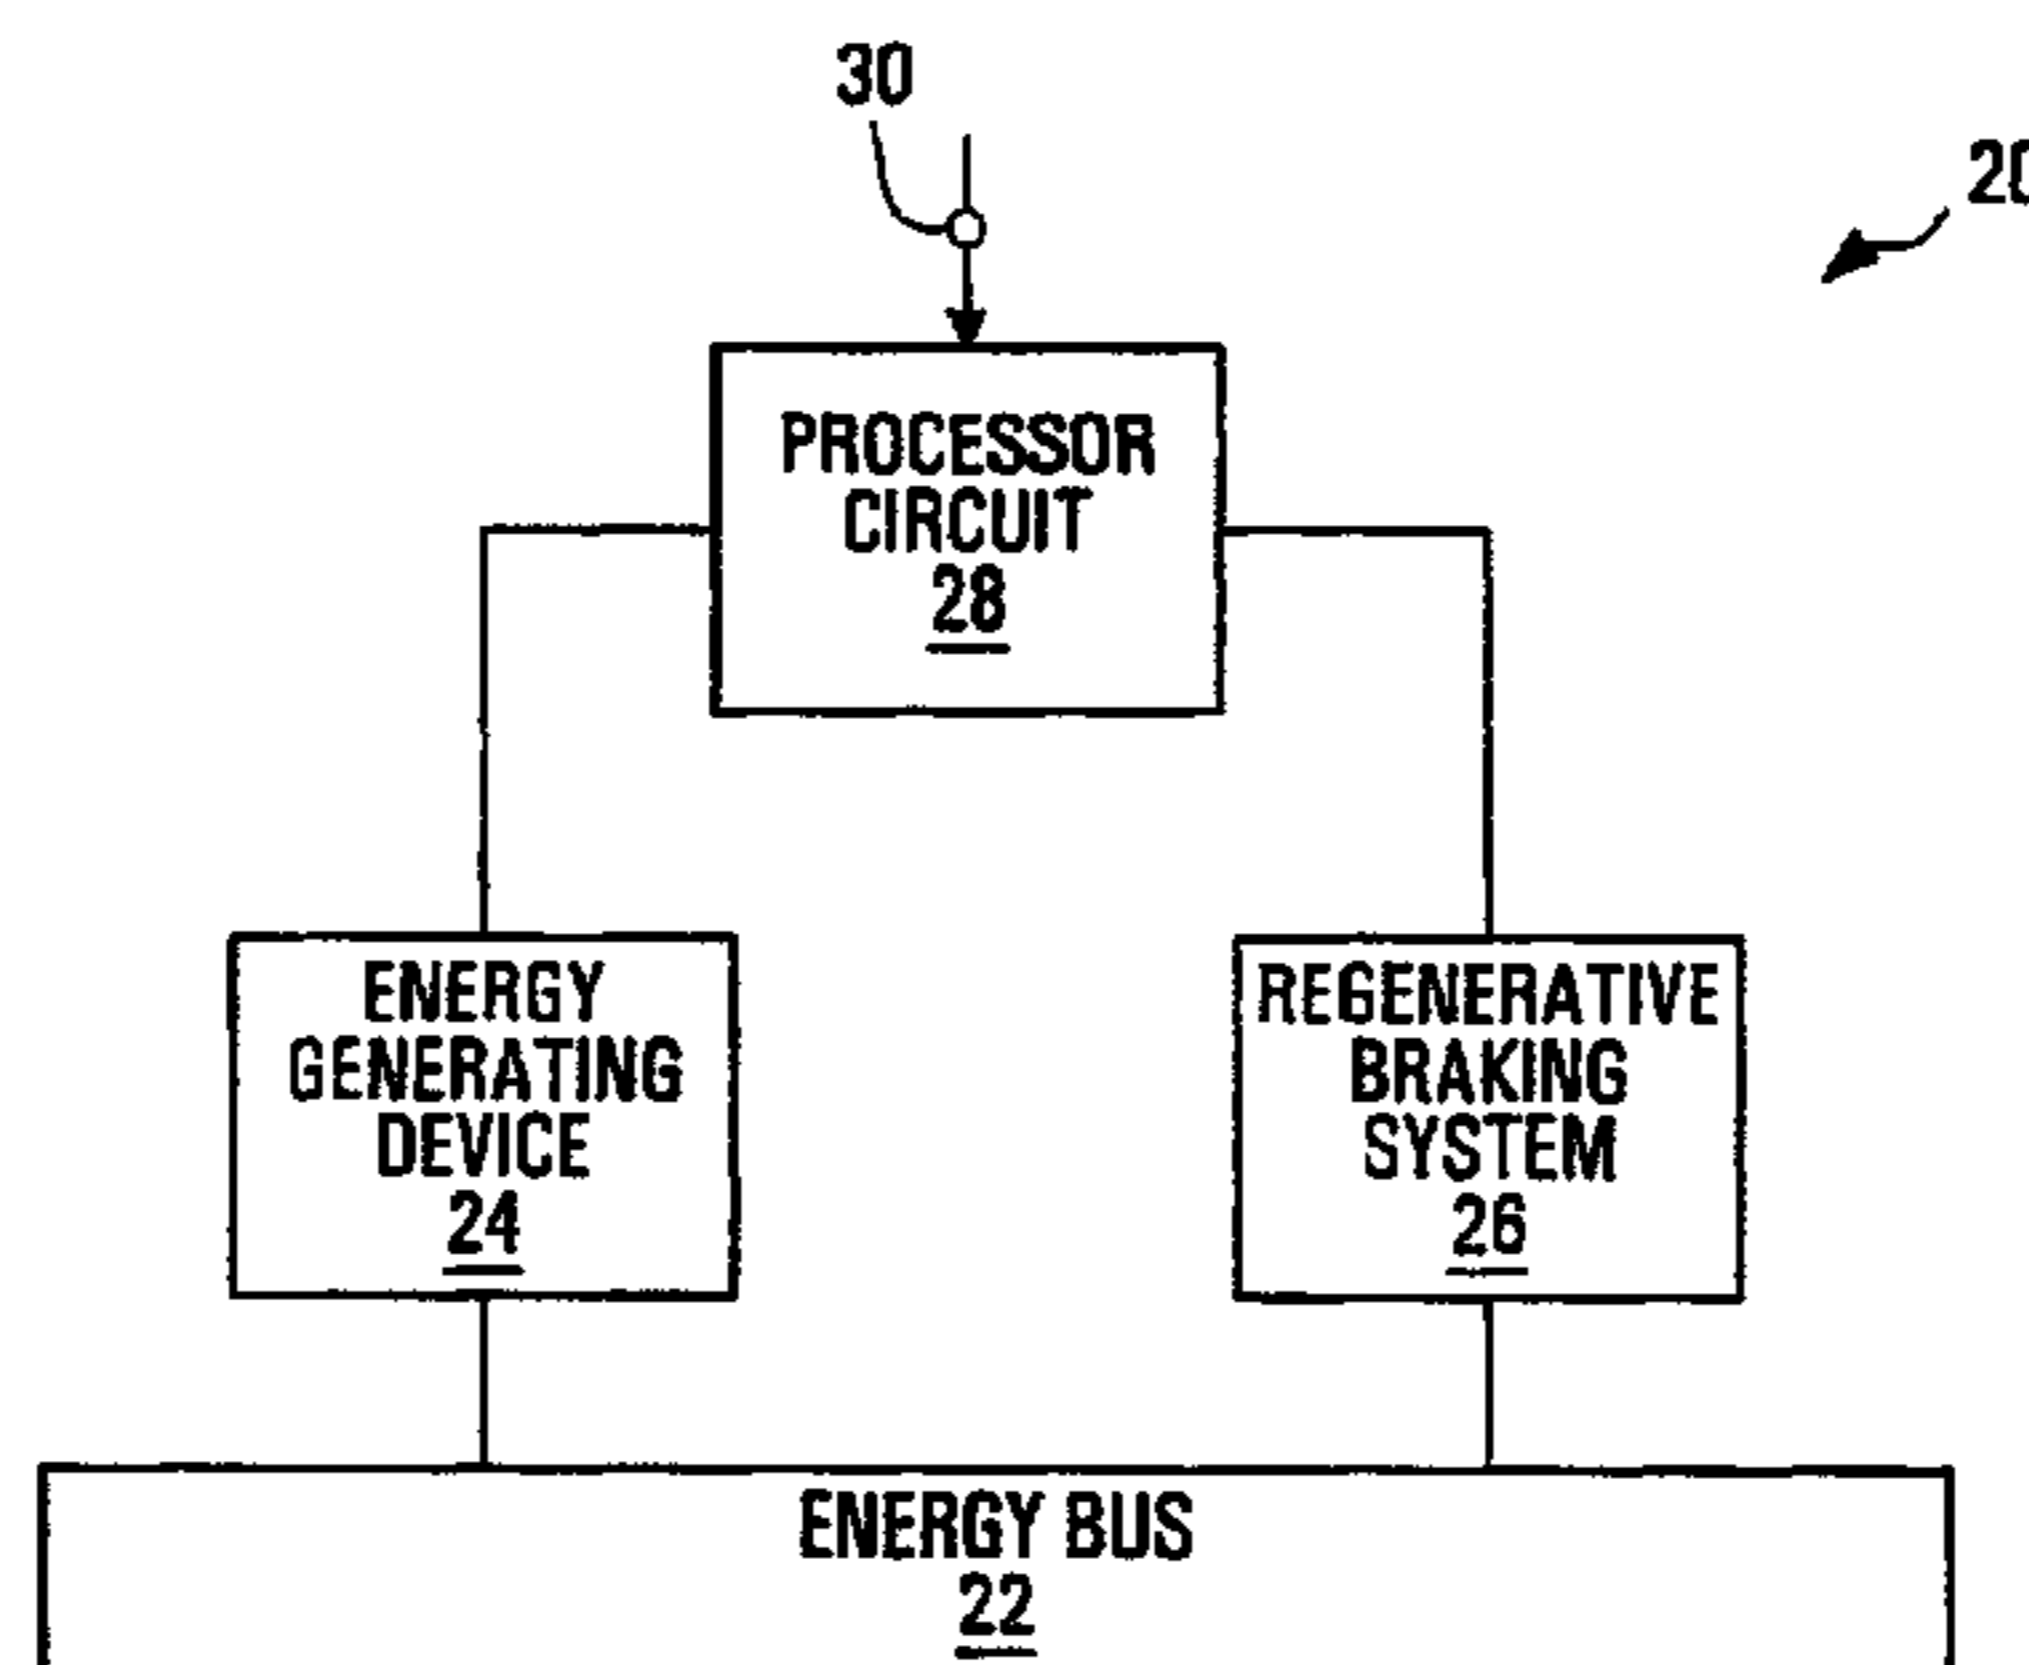 30
20
PROCESSOR
CIRCUIT
28
ENERGY
GENERATING
DEVICE
24
REGENERATIVE
BRAKING
SYSTEM
26
ENERGY BUS
22